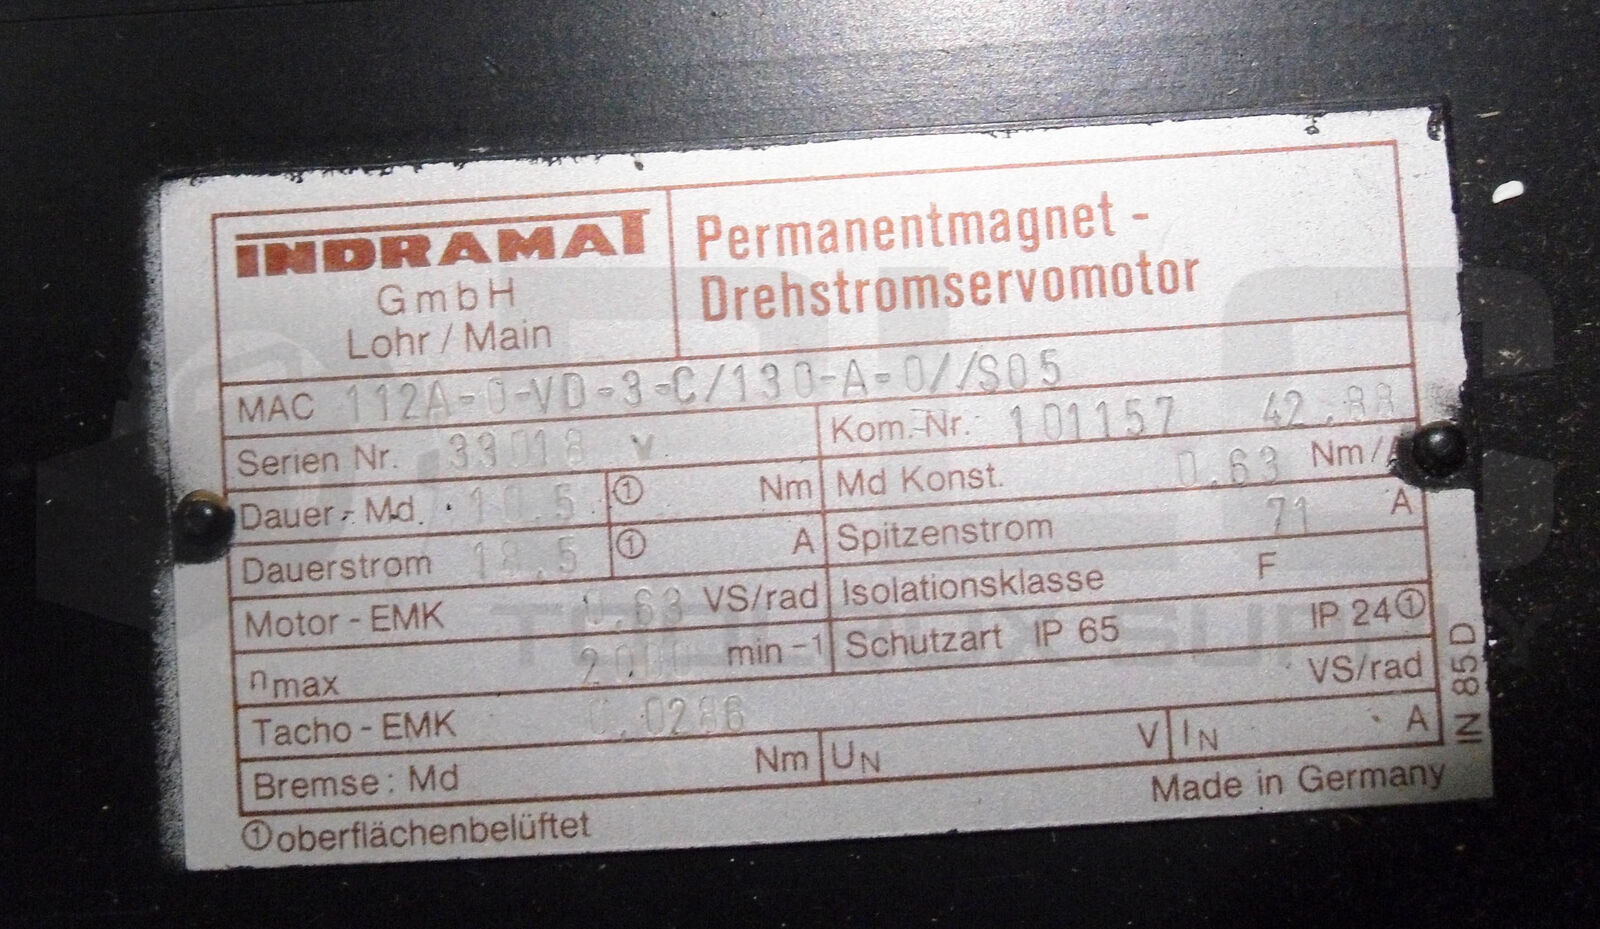 INDRAMAT
GmbH
Lohr / Main
Permanentmagnet -
Drehstromservomotor
MAC 112A-0-VD-3-C/130-A-0//S05
Serien Nr. 33018 v
Kom.-Nr.: 101157 42.88
Dauer - Md. 10.5 ① Nm
Md Konst. 0.63 Nm/A
Dauerstrom ① A
Spitzenstrom 71 A
Motor - EMK 0.63 VS/rad
Isolationsklasse F
nmax 2000 min -1
Schutzart IP 65 IP 24①
Tacho - EMK 0.0286 VS/rad
Bremse : Md Nm UN V IN A
①oberflächenbelüftet
Made in Germany
IN 85.D